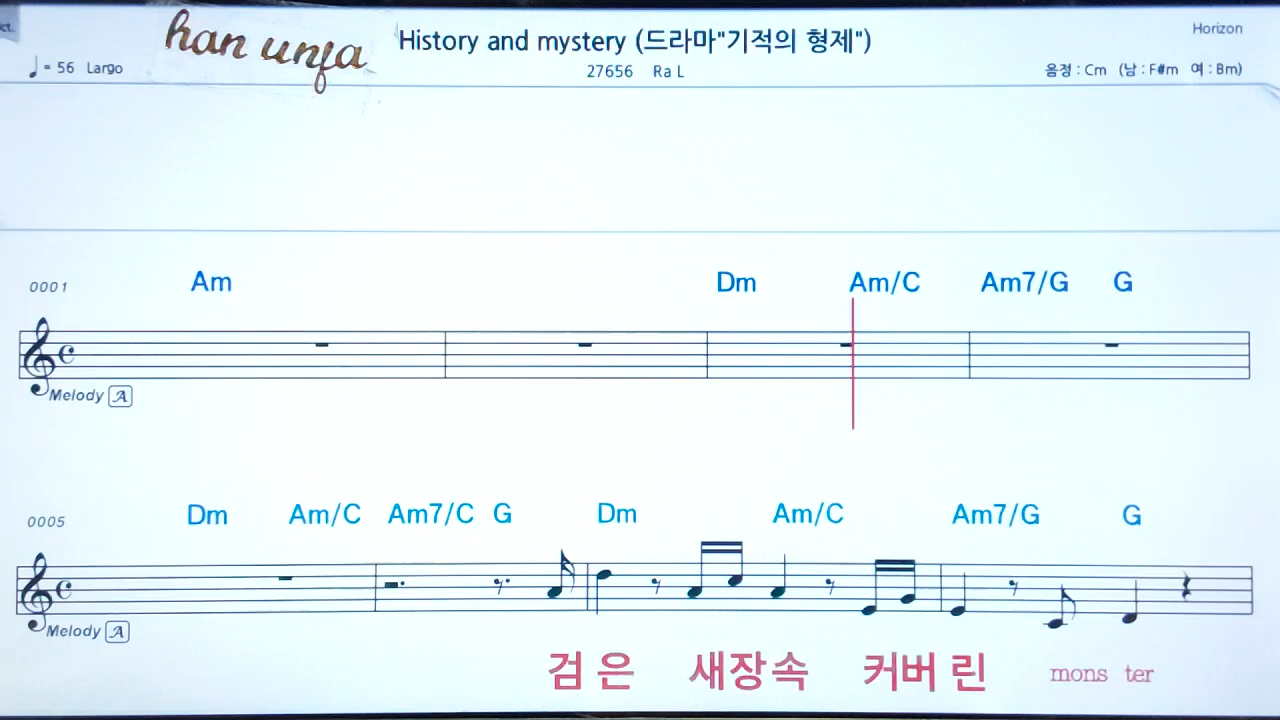 ct.
han unfa
History and mystery (드라마"기적의 형제")
Horizon
♩= 56 Largo
27656 Ra L
음정 : Cm (남 : F#m 여 : Bm)
0001 Am Dm Am/C Am7/G G
Melody A
0005 Dm Am/C Am7/C G Dm Am/C Am7/G G
Melody A
검 은 새장속 커버 린 mons ter